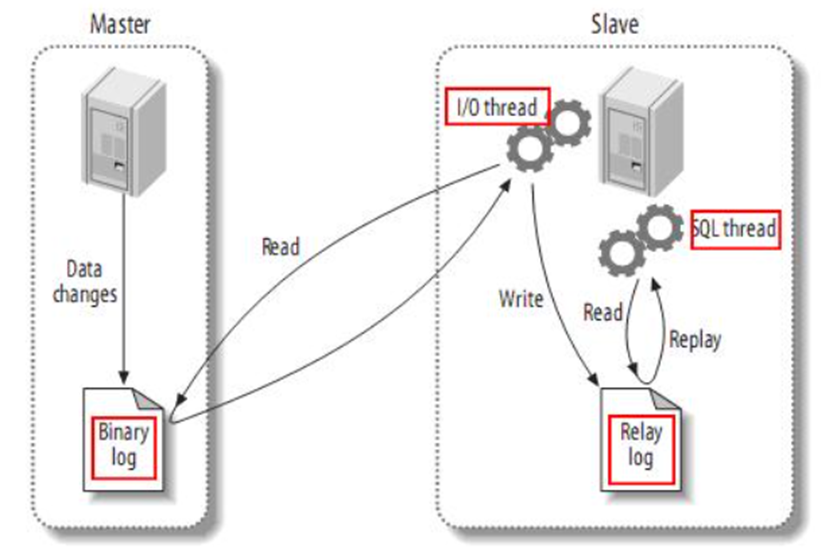 Master
Slave
I/O thread
SQL thread
Read
Data
changes
Write
Read
Replay
Binary
log
Relay
log